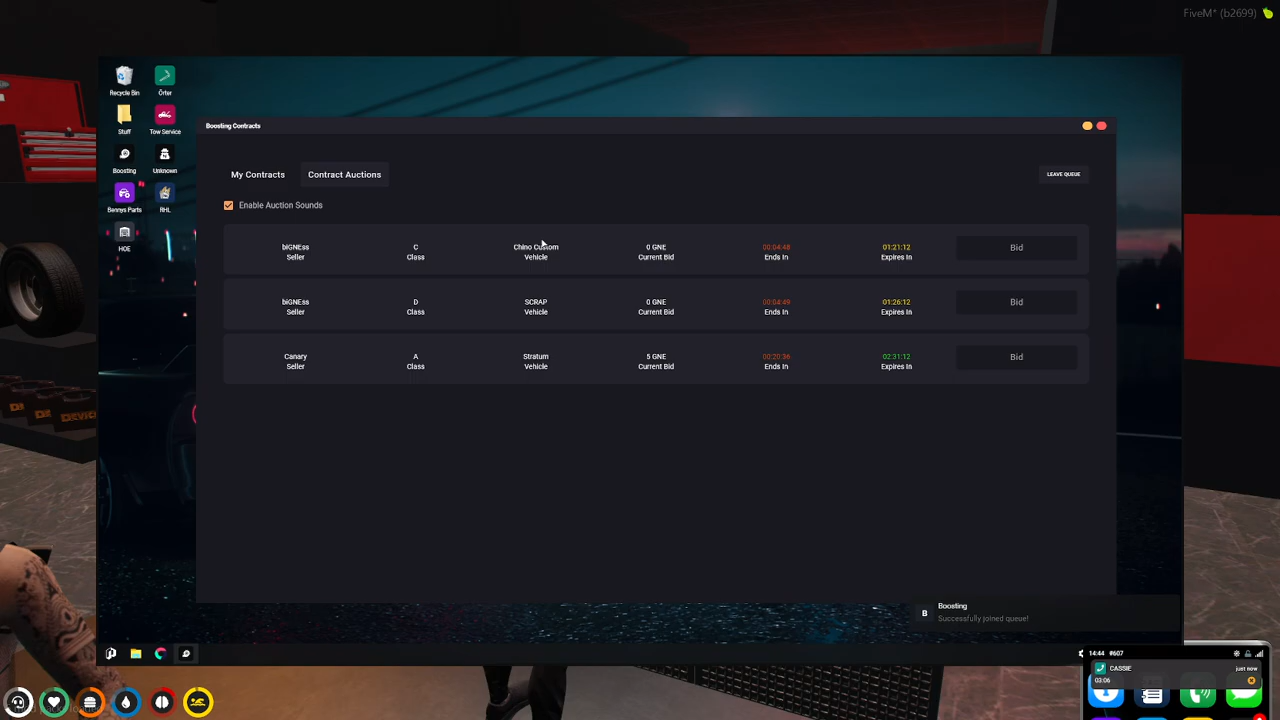 FiveM* (b2699)
Recycle Bin
Örter
Stuff
Tow Service
Boosting
Unknown
Bennys Parts
RHL
HOE
Boosting Contracts
My Contracts
Contract Auctions
LEAVE QUEUE
Enable Auction Sounds
biGNEss C Chino Custom 0 GNE 00:04:48 01:21:12 Bid
Seller Class Vehicle Current Bid Ends In Expires In
biGNEss D SCRAP 0 GNE 00:04:49 01:26:12 Bid
Seller Class Vehicle Current Bid Ends In Expires In
Canary A Stratum 5 GNE 00:20:36 02:31:12 Bid
Seller Class Vehicle Current Bid Ends In Expires In
B
Boosting
Successfully joined queue!
14:44 #607
CASSIE just now
03:06